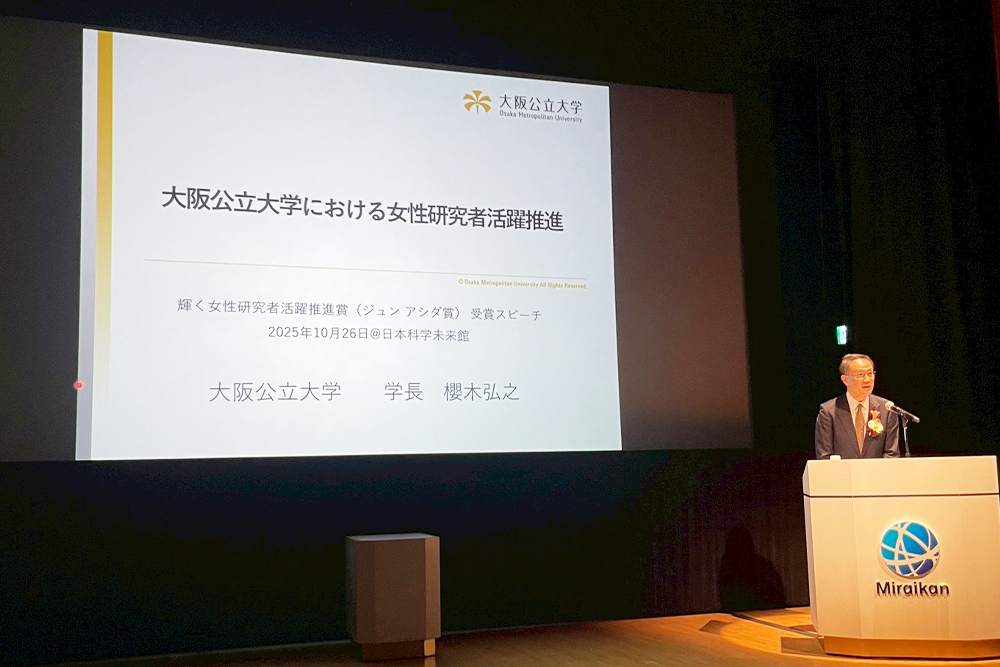 大阪公立大学
Osaka Metropolitan University
大阪公立大学における女性研究者活躍推進
© Osaka Metropolitan University All Rights Reserved.
輝く女性研究者活躍推進賞（ジュン アシダ賞） 受賞スピーチ
2025年10月26日@日本科学未来館
大阪公立大学　　学長　櫻木弘之
Miraikan